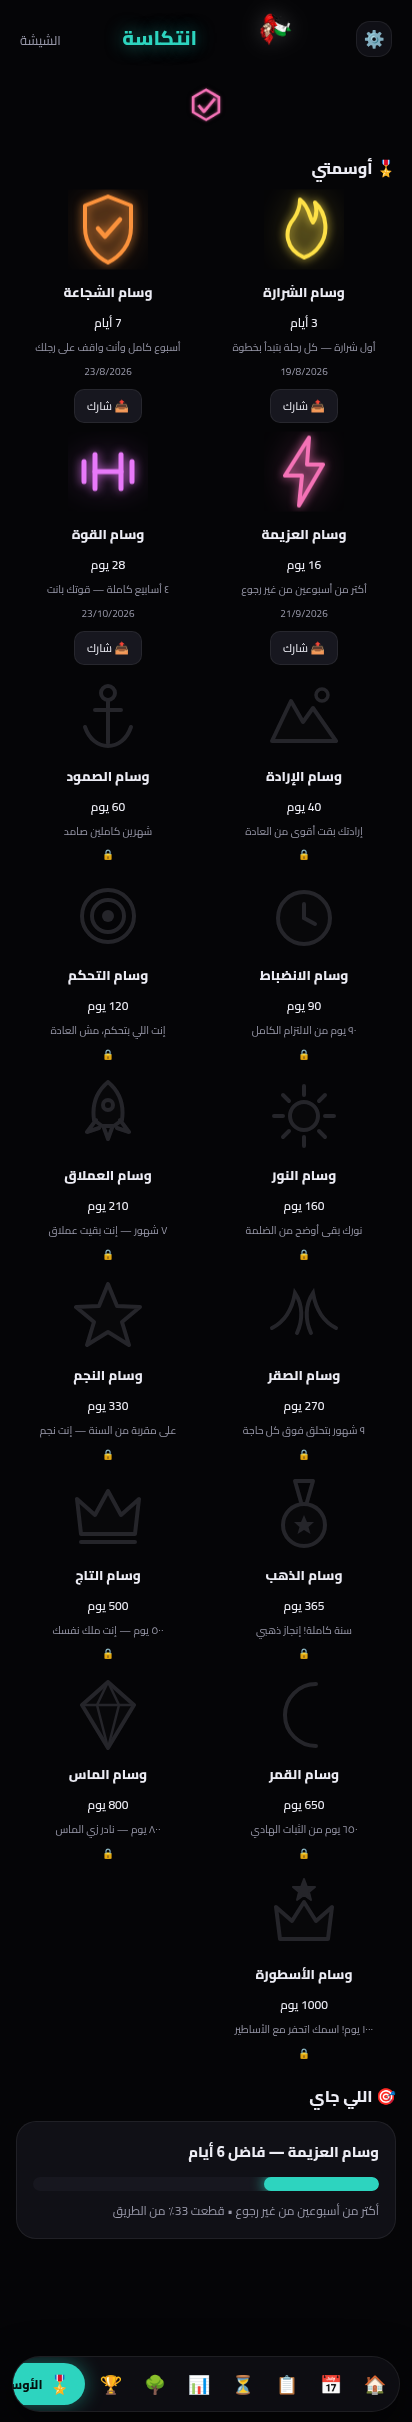 انتكاسة
الشيشة
🎖️ أوسمتي
وسام الشرارة
3 أيام
أول شرارة — كل رحلة بتبدأ بخطوة
19/8/2026
📤 شارك
وسام الشجاعة
7 أيام
أسبوع كامل وأنت واقف على رجلك
23/8/2026
📤 شارك
وسام العزيمة
16 يوم
أكتر من أسبوعين من غير رجوع
21/9/2026
📤 شارك
وسام القوة
28 يوم
٤ أسابيع كاملة — قوتك بانت
23/10/2026
📤 شارك
وسام الإرادة
40 يوم
إرادتك بقت أقوى من العادة
🔒
وسام الصمود
60 يوم
شهرين كاملين صامد
🔒
وسام الانضباط
90 يوم
٩٠ يوم من الالتزام الكامل
🔒
وسام التحكم
120 يوم
إنت اللي بتحكم، مش العادة
🔒
وسام النور
160 يوم
نورك بقى أوضح من الضلمة
🔒
وسام العملاق
210 يوم
٧ شهور — إنت بقيت عملاق
🔒
وسام الصقر
270 يوم
٩ شهور بتحلق فوق كل حاجة
🔒
وسام النجم
330 يوم
على مقربة من السنة — إنت نجم
🔒
وسام الذهب
365 يوم
سنة كاملة! إنجاز ذهبي
🔒
وسام التاج
500 يوم
٥٠٠ يوم — إنت ملك نفسك
🔒
وسام القمر
650 يوم
٦٥٠ يوم من الثبات الهادي
🔒
وسام الماس
800 يوم
٨٠٠ يوم — نادر زي الماس
🔒
وسام الأسطورة
1000 يوم
١٠٠٠ يوم! اسمك اتحفر مع الأساطير
🔒
🎯 اللي جاي
وسام العزيمة — فاضل 6 أيام
أكتر من أسبوعين من غير رجوع • قطعت 33٪ من الطريق
🎖️ الأوس